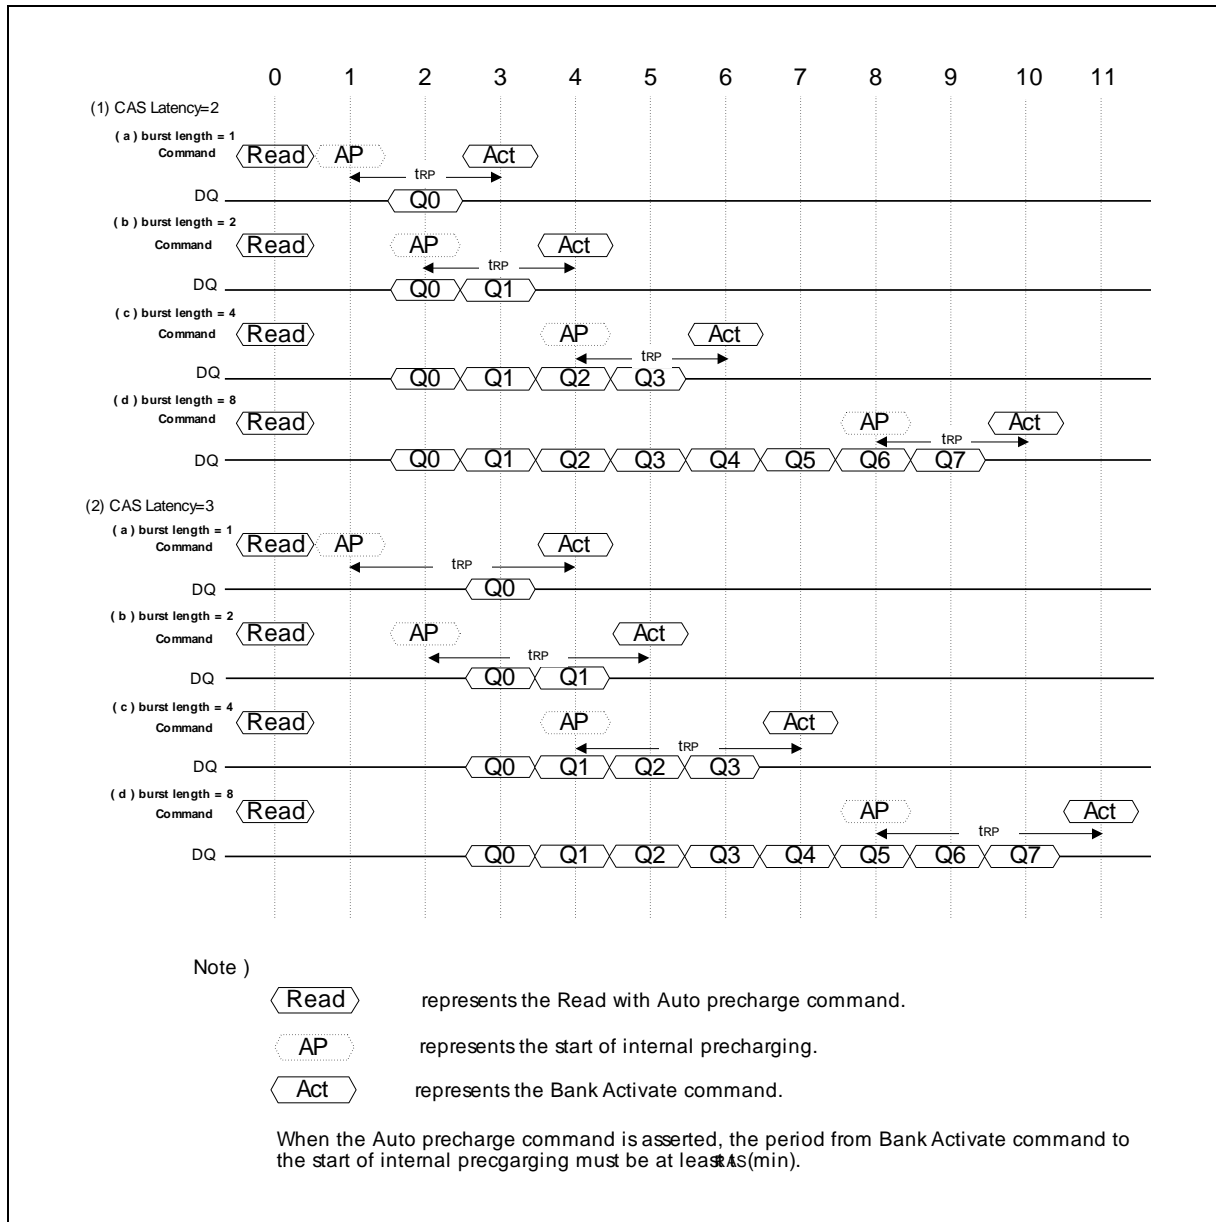 0 1 2 3 4 5 6 7 8 9 10 11
(1) CAS Latency=2
( a ) burst length = 1
Command Read AP Act
tRP
DQ Q0
( b ) burst length = 2
Command Read AP Act
tRP
DQ Q0 Q1
( c ) burst length = 4
Command Read AP Act
tRP
DQ Q0 Q1 Q2 Q3
( d ) burst length = 8
Command Read AP Act
tRP
DQ Q0 Q1 Q2 Q3 Q4 Q5 Q6 Q7
(2) CAS Latency=3
( a ) burst length = 1
Command Read AP Act
tRP
DQ Q0
( b ) burst length = 2
Command Read AP Act
tRP
DQ Q0 Q1
( c ) burst length = 4
Command Read AP Act
tRP
DQ Q0 Q1 Q2 Q3
( d ) burst length = 8
Command Read AP Act
tRP
DQ Q0 Q1 Q2 Q3 Q4 Q5 Q6 Q7
Note )
Read represents the Read with Auto precharge command.
AP represents the start of internal precharging.
Act represents the Bank Activate command.
When the Auto precharge command is asserted, the period from Bank Activate command to
the start of internal precgarging must be at least tRAS(min).